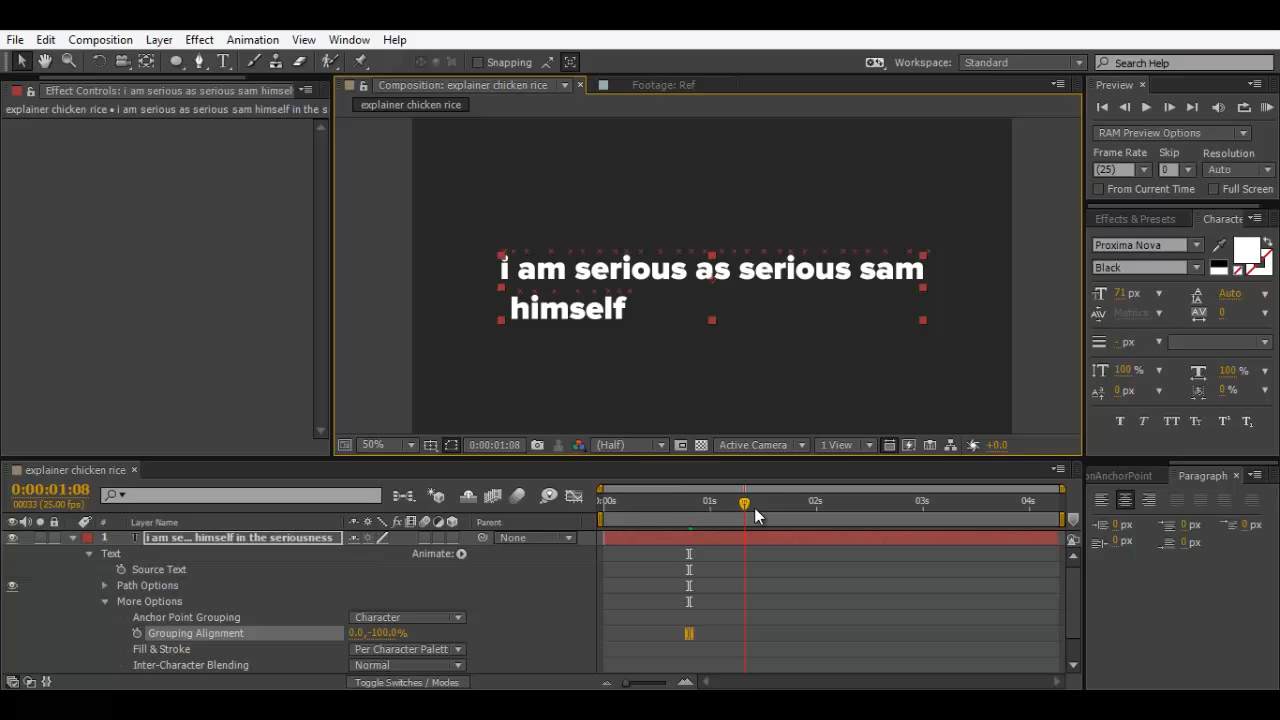 File Edit Composition Layer Effect Animation View Window Help
Snapping Workspace: Standard Search Help
Effect Controls: i am serious as serious sam himsel
Composition: explainer chicken rice
Footage: Ref
Preview
explainer chicken rice • i am serious as serious sam himself in the s
explainer chicken rice
RAM Preview Options
Frame Rate Skip Resolution
(25) 0 Auto
From Current Time Full Screen
Effects & Presets Characte
Proxima Nova
Black
71 px Auto
Metrics 0
- px
100 % 100 %
0 px 0 %
i am serious as serious sam
himself
50% 0:00:01:08 (Half) Active Camera 1 View +0.0
explainer chicken rice
onAnchorPoint Paragraph
0:00:01:08
00033 (25.00 fps)
:00s 01s 02s 03s 04s
# Layer Name Parent
1 T i am se... himself in the seriousness None
Text Animate:
Source Text
Path Options
More Options
Anchor Point Grouping Character
Grouping Alignment 0.0,-100.0%
Fill & Stroke Per Character Palett
Inter-Character Blending Normal
Toggle Switches / Modes
0 px 0 px 0 px
0 px 0 px